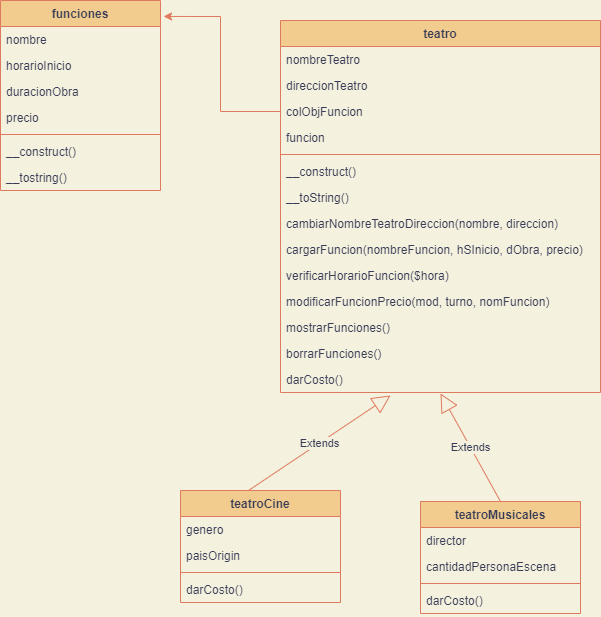 funciones
nombre
horarioInicio
duracionObra
precio
__construct()
__tostring()
teatro
nombreTeatro
direccionTeatro
colObjFuncion
funcion
__construct()
__toString()
cambiarNombreTeatroDireccion(nombre, direccion)
cargarFuncion(nombreFuncion, hSInicio, dObra, precio)
verificarHorarioFuncion($hora)
modificarFuncionPrecio(mod, turno, nomFuncion)
mostrarFunciones()
borrarFunciones()
darCosto()
Extends
Extends
teatroCine
genero
paisOrigin
darCosto()
teatroMusicales
director
cantidadPersonaEscena
darCosto()